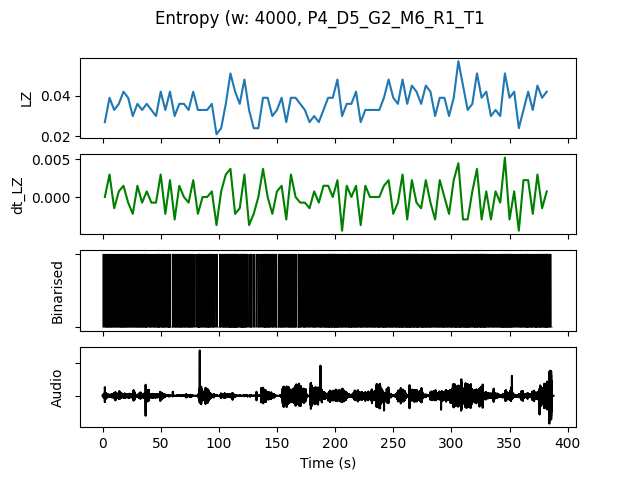 Entropy (w: 4000, P4_D5_G2_M6_R1_T1
LZ
0.04
0.02
dt_LZ
0.005
0.000
Binarised
Audio
0 50 100 150 200 250 300 350 400
Time (s)